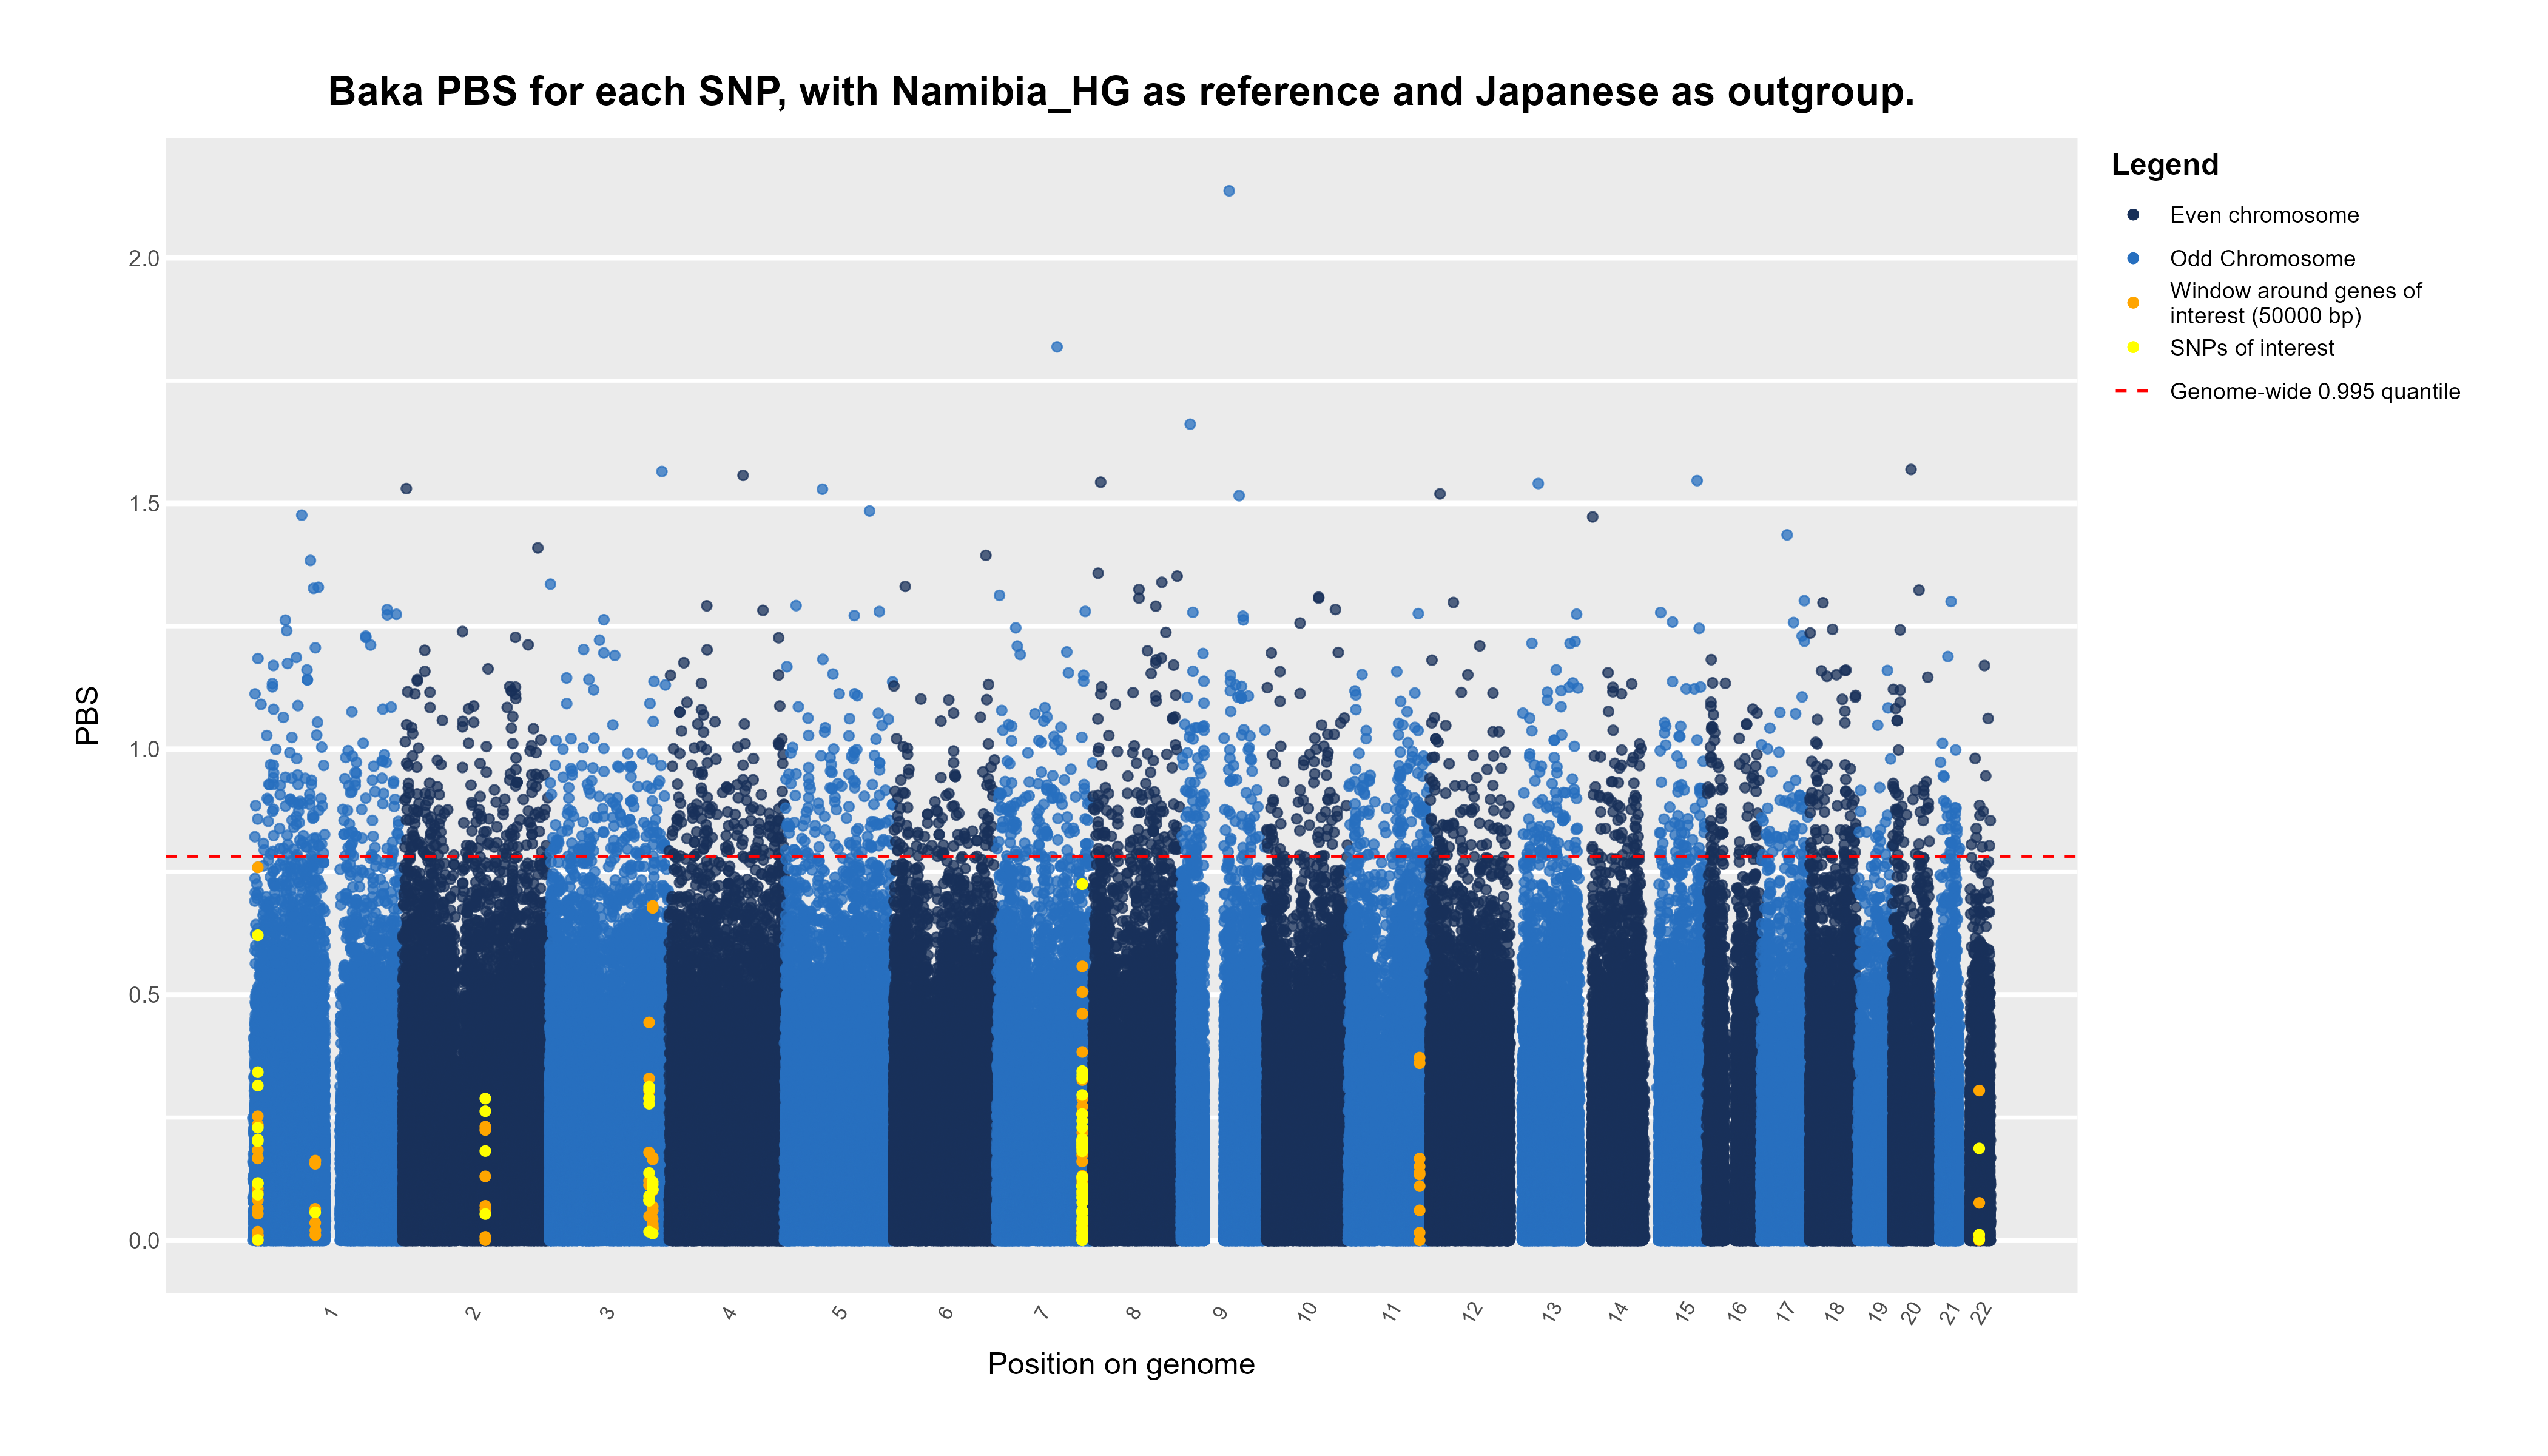 Baka PBS for each SNP, with Namibia_HG as reference and Japanese as outgroup.
Legend
Even chromosome
Odd Chromosome
Window around genes of
interest (50000 bp)
SNPs of interest
Genome-wide 0.995 quantile
PBS
2.0
1.5
1.0
0.5
0.0
1 2 3 4 5 6 7 8 9 10 11 12 13 14 15 16 17 18 19 20 21 22
Position on genome